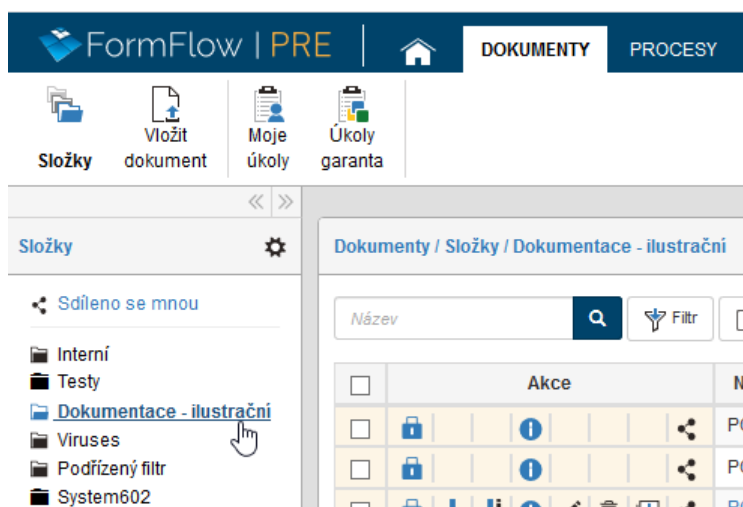 FormFlow | PRE
DOKUMENTY
PROCESY
Složky
Vložit
dokument
Moje
úkoly
Úkoly
garanta
Složky
Sdíleno se mnou
Interní
Testy
Dokumentace - ilustrační
Viruses
Podřízený filtr
System602
Dokumenty / Složky / Dokumentace - ilustrační
Název
Filtr
Akce